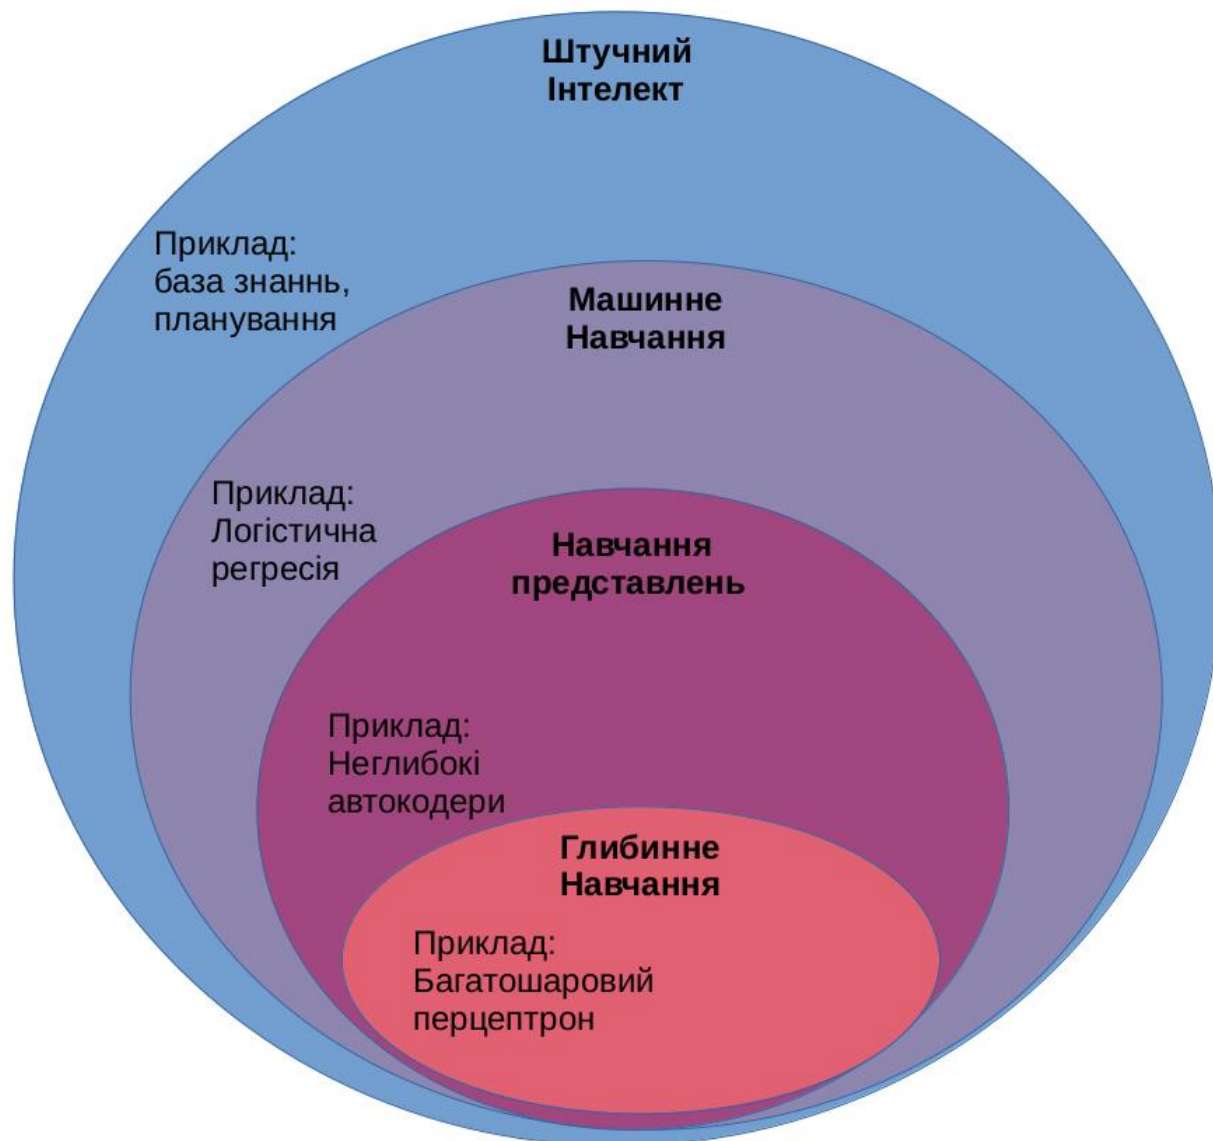 Штучний
Інтелект
Приклад:
база знаннь,
планування
Машинне
Навчання
Приклад:
Логістична
регресія
Навчання
представлень
Приклад:
Неглибокі
автокодери
Глибинне
Навчання
Приклад:
Багатошаровий
перцептрон